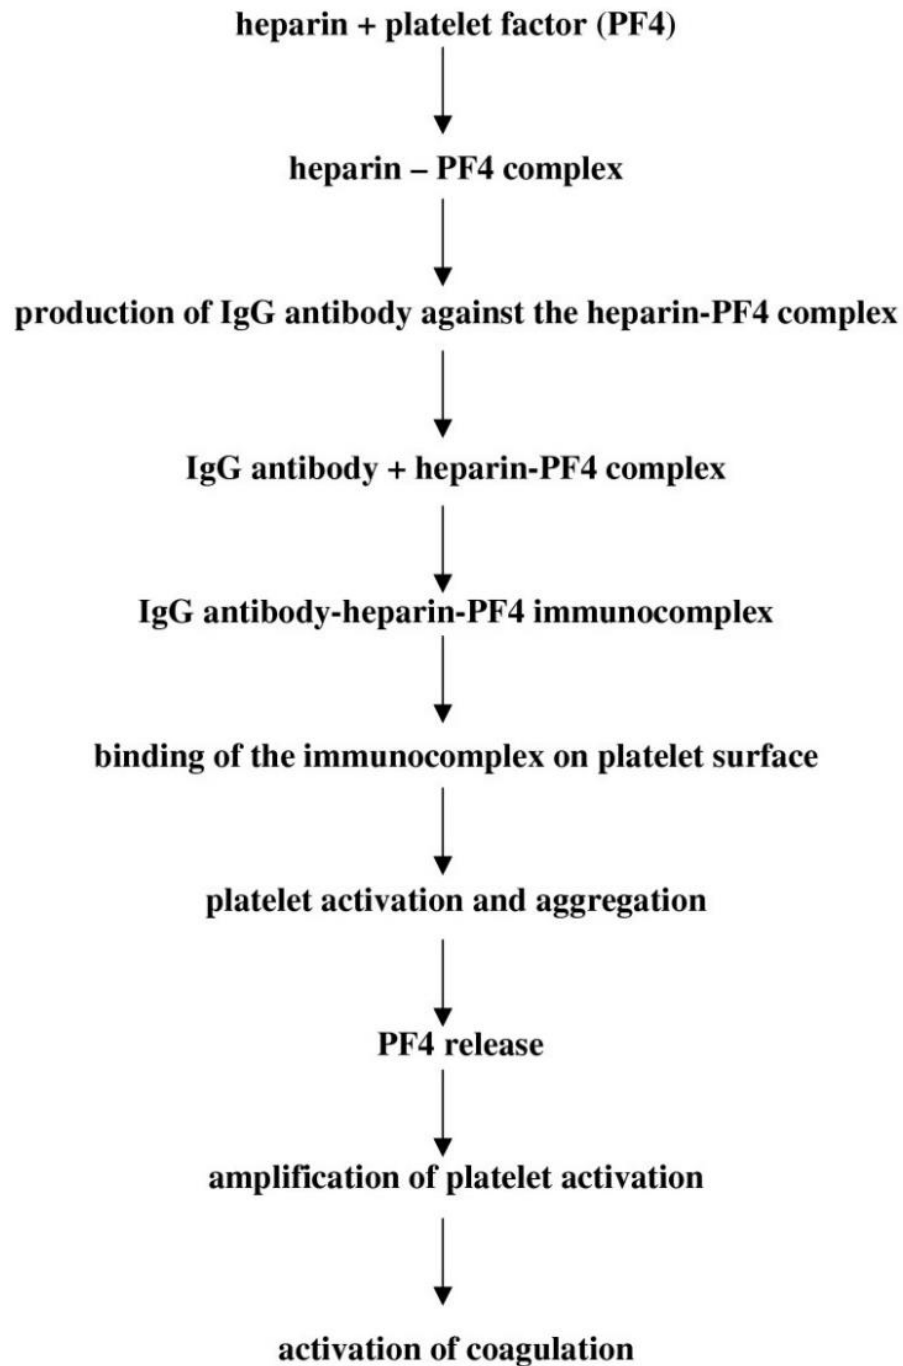 heparin + platelet factor (PF4)
heparin – PF4 complex
production of IgG antibody against the heparin-PF4 complex
IgG antibody + heparin-PF4 complex
IgG antibody-heparin-PF4 immunocomplex
binding of the immunocomplex on platelet surface
platelet activation and aggregation
PF4 release
amplification of platelet activation
activation of coagulation